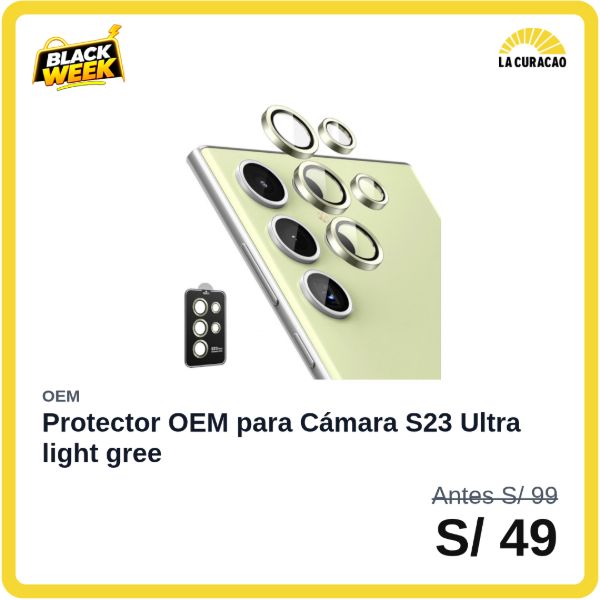 BLACK
WEEK
LA CURACAO
OEM
Protector OEM para Cámara S23 Ultra
light gree
Antes S/ 99
S/ 49